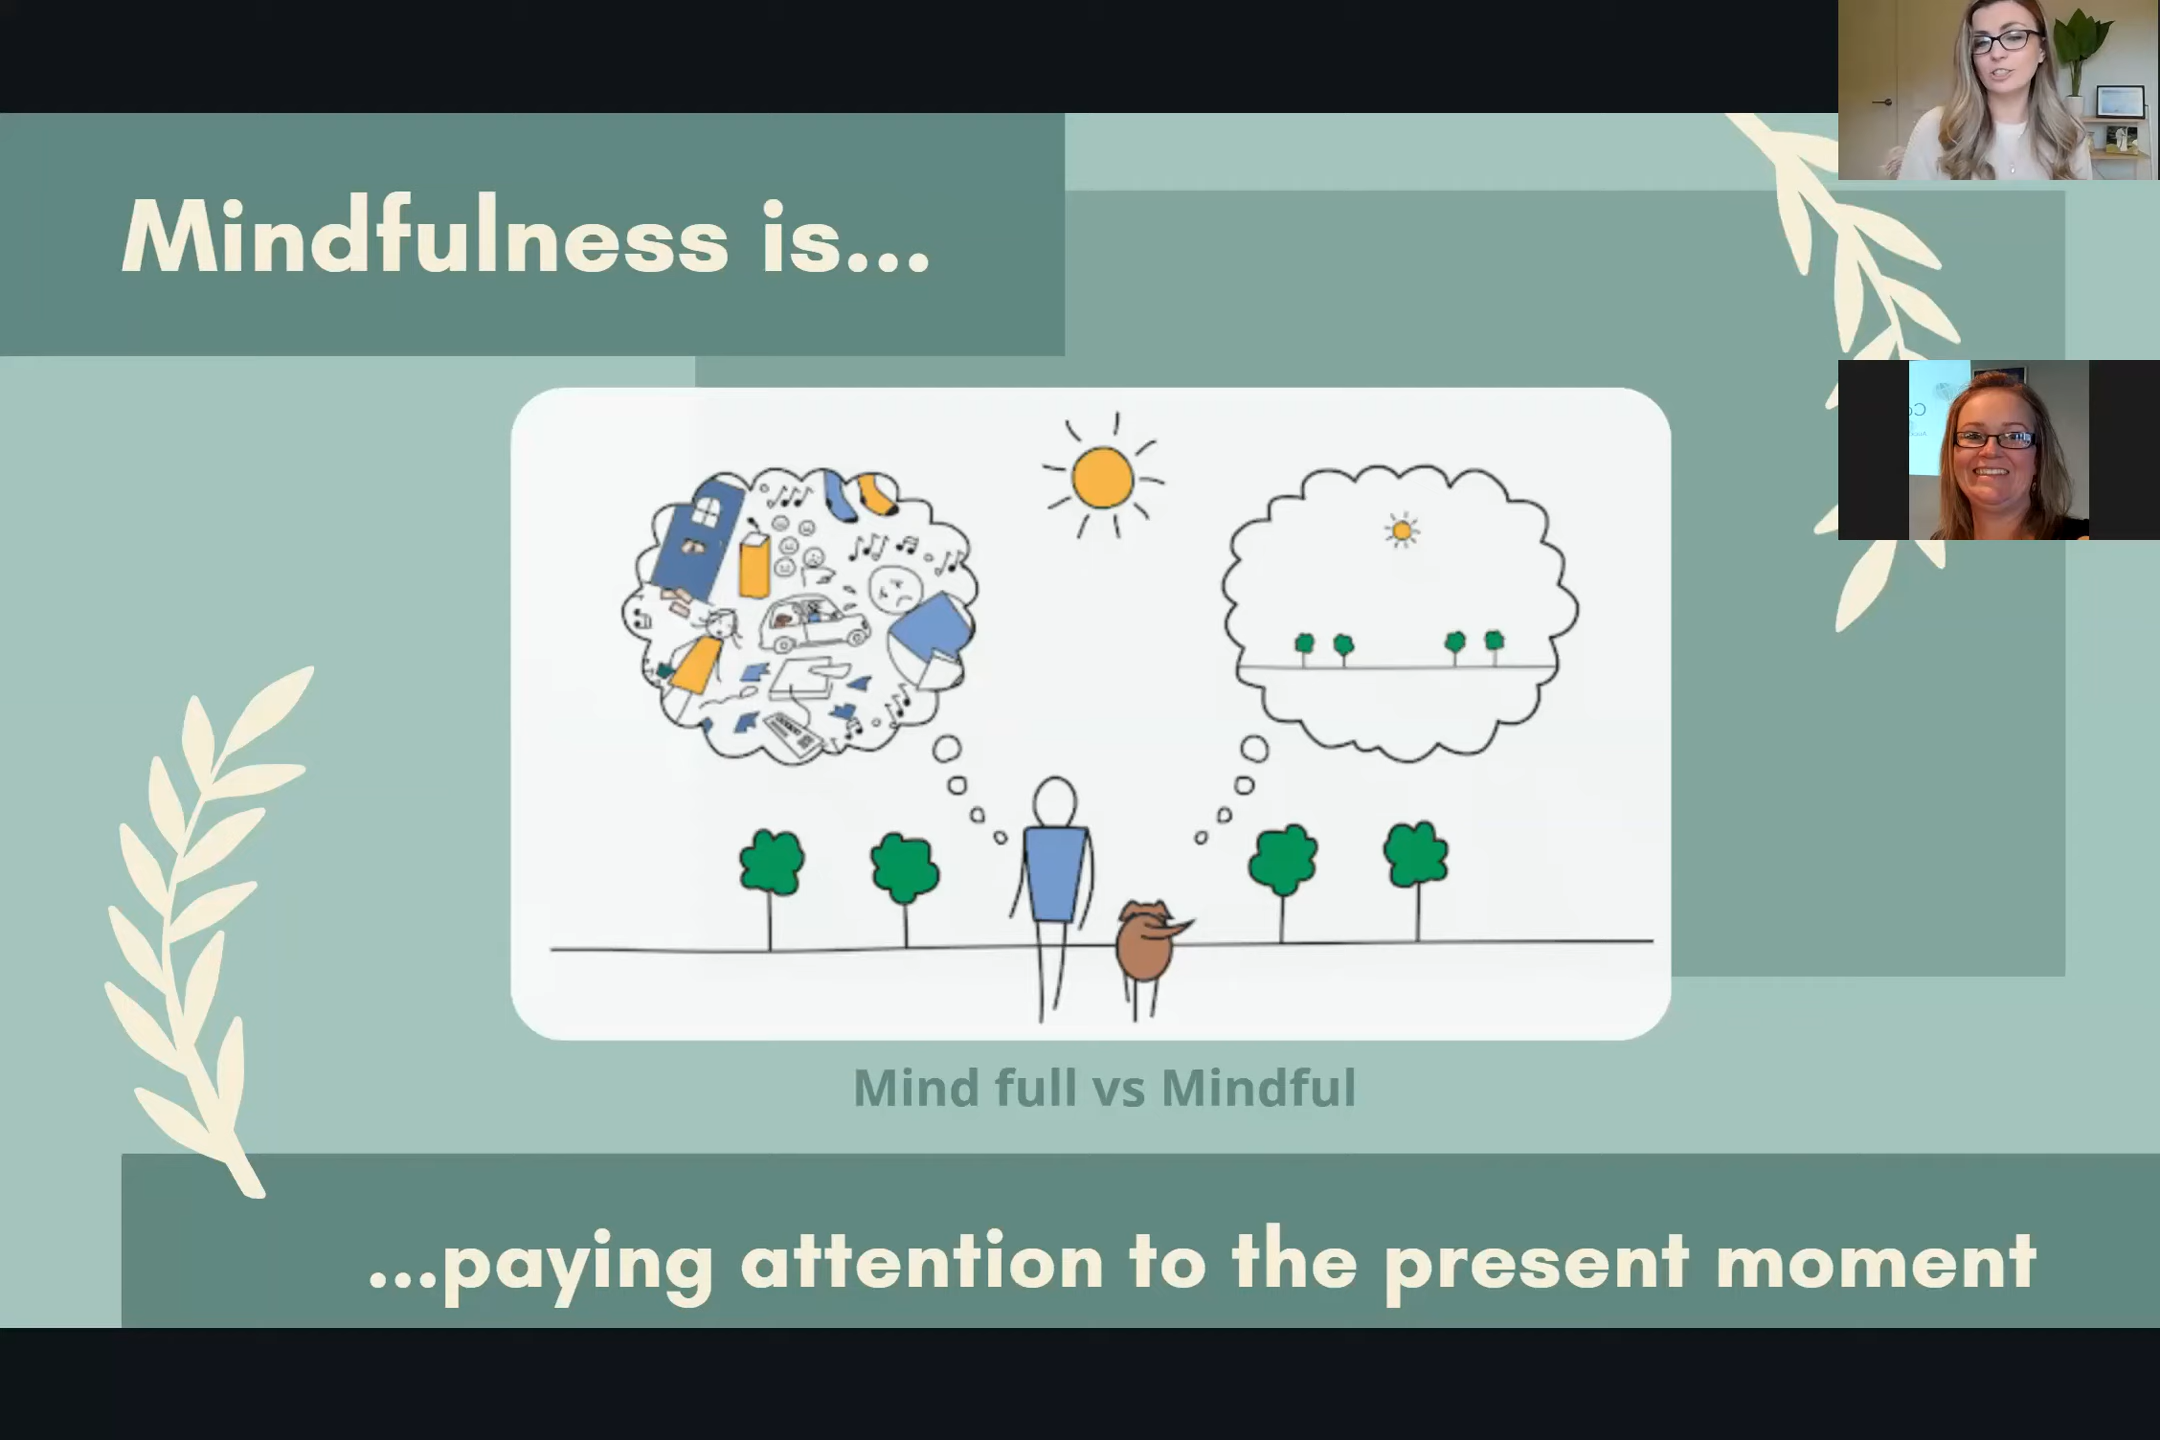 Mindfulness is...
Mind full vs Mindful
...paying attention to the present moment